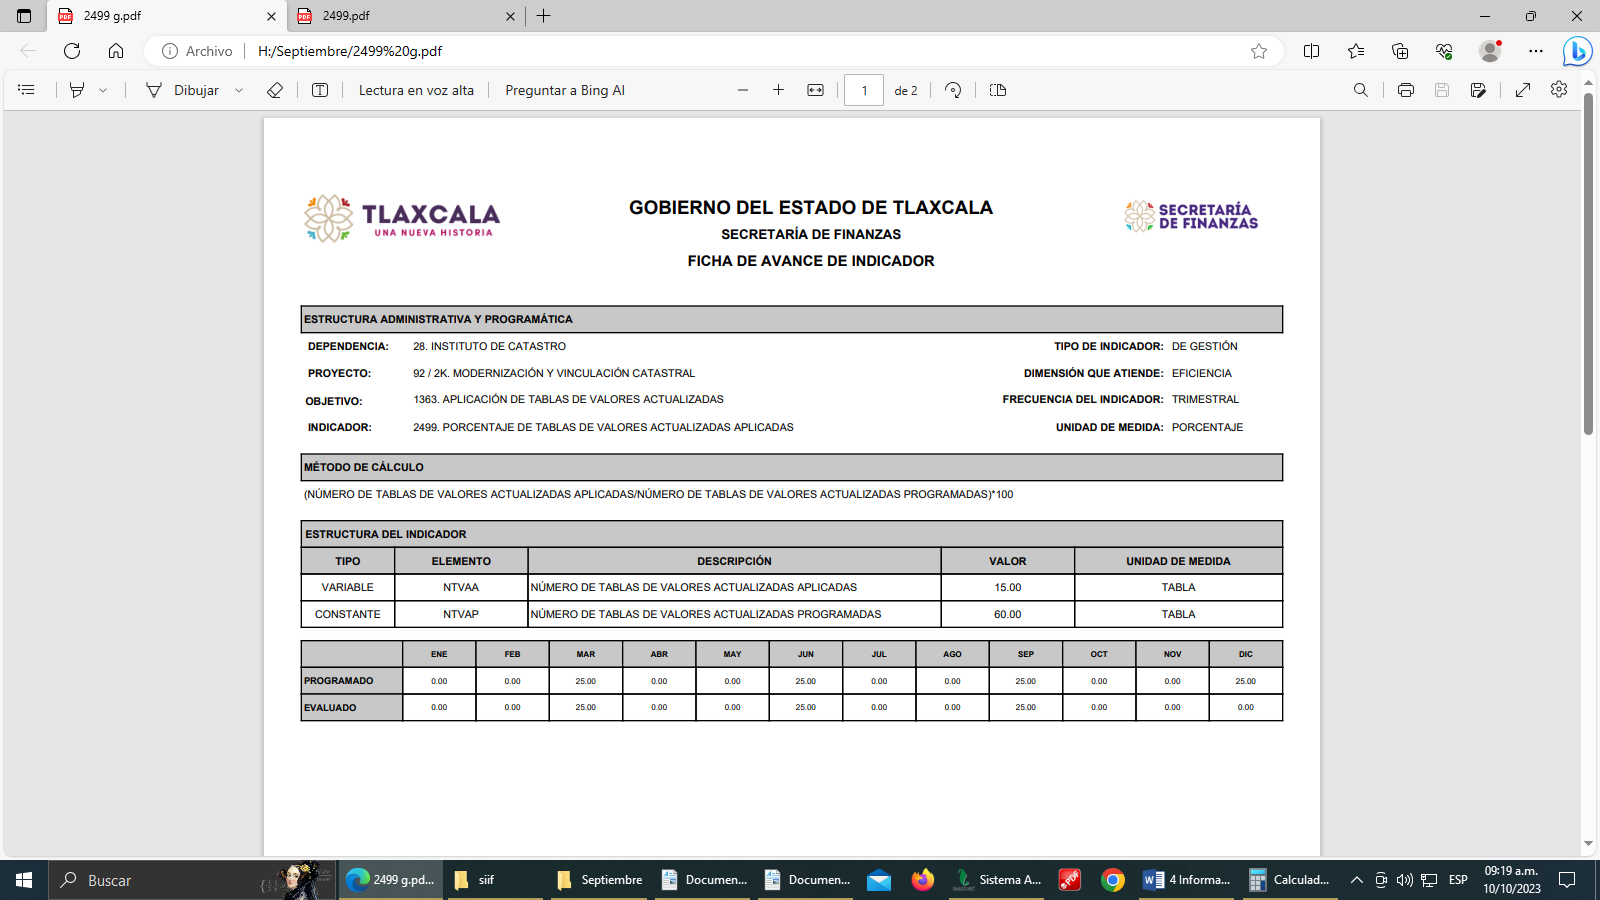 2499 g.pdf
2499.pdf
Archivo
H:/Septiembre/2499%20g.pdf
Dibujar
Lectura en voz alta
Preguntar a Bing AI
1
de 2
TLAXCALA
UNA NUEVA HISTORIA
GOBIERNO DEL ESTADO DE TLAXCALA
SECRETARÍA DE FINANZAS
FICHA DE AVANCE DE INDICADOR
SECRETARÍA
DE FINANZAS
ESTRUCTURA ADMINISTRATIVA Y PROGRAMÁTICA
DEPENDENCIA: 28. INSTITUTO DE CATASTRO TIPO DE INDICADOR: DE GESTIÓN
PROYECTO: 92 / 2K. MODERNIZACIÓN Y VINCULACIÓN CATASTRAL DIMENSIÓN QUE ATIENDE: EFICIENCIA
OBJETIVO: 1363. APLICACIÓN DE TABLAS DE VALORES ACTUALIZADAS FRECUENCIA DEL INDICADOR: TRIMESTRAL
INDICADOR: 2499. PORCENTAJE DE TABLAS DE VALORES ACTUALIZADAS APLICADAS UNIDAD DE MEDIDA: PORCENTAJE
MÉTODO DE CÁLCULO
(NÚMERO DE TABLAS DE VALORES ACTUALIZADAS APLICADAS/NÚMERO DE TABLAS DE VALORES ACTUALIZADAS PROGRAMADAS)*100
ESTRUCTURA DEL INDICADOR
TIPO ELEMENTO DESCRIPCIÓN VALOR UNIDAD DE MEDIDA
VARIABLE NTVAA NÚMERO DE TABLAS DE VALORES ACTUALIZADAS APLICADAS 15.00 TABLA
CONSTANTE NTVAP NÚMERO DE TABLAS DE VALORES ACTUALIZADAS PROGRAMADAS 60.00 TABLA
ENE FEB MAR ABR MAY JUN JUL AGO SEP OCT NOV DIC
PROGRAMADO 0.00 0.00 25.00 0.00 0.00 25.00 0.00 0.00 25.00 0.00 0.00 25.00
EVALUADO 0.00 0.00 25.00 0.00 0.00 25.00 0.00 0.00 25.00 0.00 0.00 0.00
Buscar
2499 g.pd...
siif
Septiembre
Documen...
Documen...
Sistema A...
4 Informa...
Calculad...
ESP
09:19 a.m.
10/10/2023